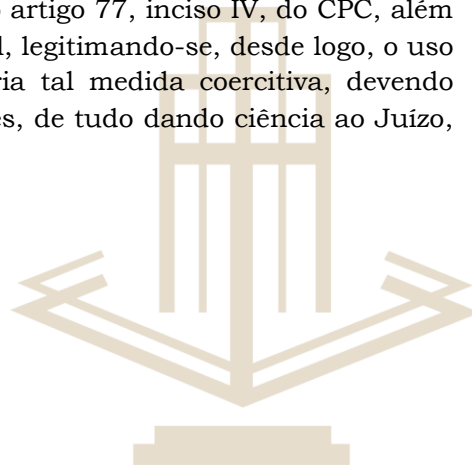 artigo 77, inciso IV, do CPC, além
legitimando-se, desde logo, o uso
ria tal medida coercitiva, devendo
es, de tudo dando ciência ao Juízo,